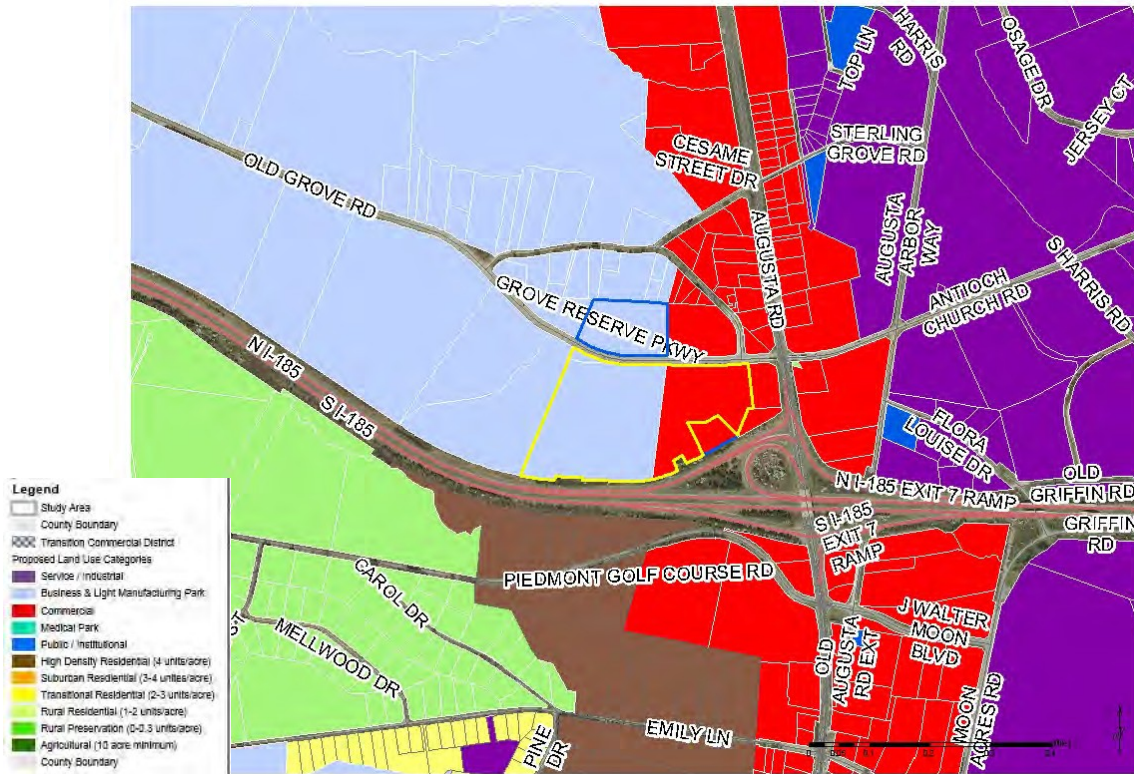 HARRIS
RD
TOP LN
OSAGE DR
JERSEY CT
CESAME
STREET DR
STERLING
GROVE RD
OLD GROVE RD
AUGUSTA RD
AUGUSTA
ARBOR
WAY
ANTIOCH
CHURCH RD
S HARRIS RD
GROVE RESERVE PKWY
N I-185
S I-185
FLORA
LOUISE DR
N I-185 EXIT 7 RAMP
OLD
GRIFFIN RD
GRIFFIN
RD
S I-185
EXIT 7
RAMP
PIEDMONT GOLF COURSE RD
CAROL DR
MELLWOOD DR
ST
J WALTER
MOON
BLVD
OLD
AUGUSTA
RD EXT
MOON
ACRES RD
EMILY LN
PINE
DR
Legend
Study Area
County Boundary
Transition Commercial District
Proposed Land Use Categories
Service / Industrial
Business & Light Manufacturing Park
Commercial
Medical Park
Public / Institutional
High Density Residential (4 units/acre)
Suburban Residential (3-4 unites/acre)
Transitional Residential (2-3 units/acre)
Rural Residential (1-2 units/acre)
Rural Preservation (0-0.3 units/acre)
Agricultural (10 acre minimum)
County Boundary